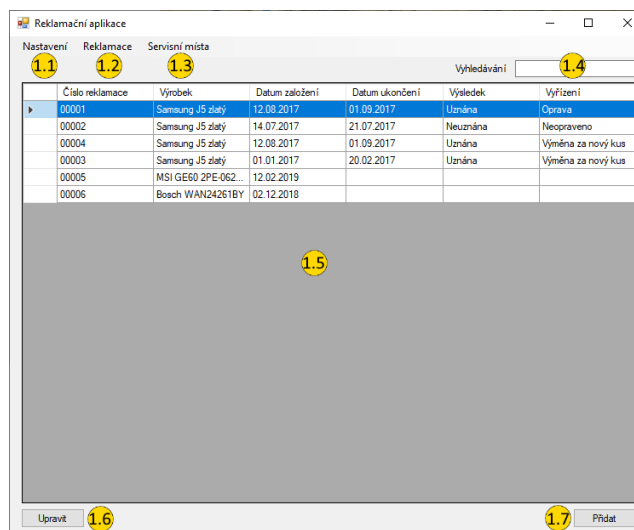 Reklamační aplikace
Nastavení Reklamace Servisní místa
1.1 1.2 1.3 1.4
Vyhledávání
Číslo reklamace Výrobek Datum založení Datum ukončení Výsledek Vyřízení
00001 Samsung J5 zlatý 12.08.2017 01.09.2017 Uznána Oprava
00002 Samsung J5 zlatý 14.07.2017 21.07.2017 Neuznána Neopraveno
00004 Samsung J5 zlatý 12.08.2017 01.09.2017 Uznána Výměna za nový kus
00003 Samsung J5 zlatý 01.01.2017 20.02.2017 Uznána Výměna za nový kus
00005 MSI GE60 2PE-062... 12.02.2019
00006 Bosch WAN24261BY 02.12.2018
1.5
Upravit 1.6 1.7 Přidat